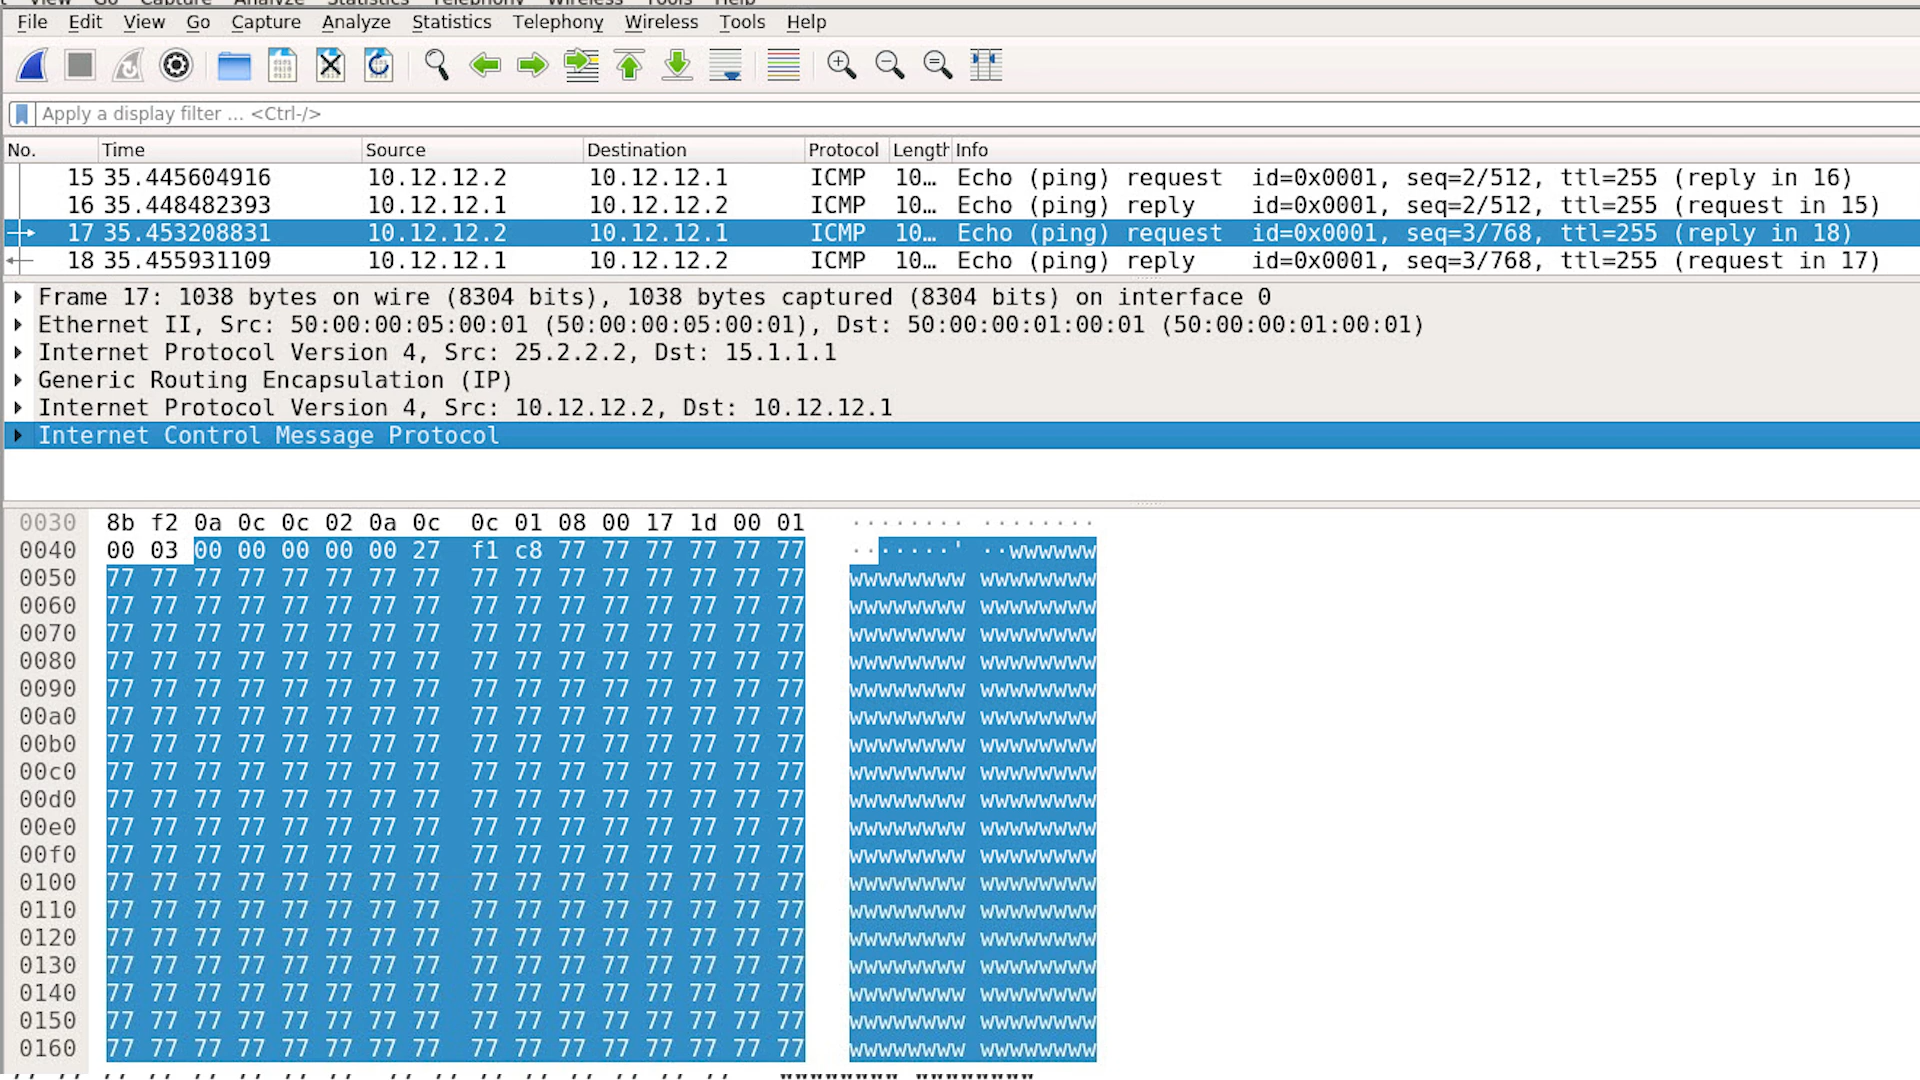 File Edit View Go Capture Analyze Statistics Telephony Wireless Tools Help
Apply a display filter ... <Ctrl-/>
No. Time Source Destination Protocol Length Info
15 35.445604916 10.12.12.2 10.12.12.1 ICMP 10… Echo (ping) request id=0x0001, seq=2/512, ttl=255 (reply in 16)
16 35.448482393 10.12.12.1 10.12.12.2 ICMP 10… Echo (ping) reply id=0x0001, seq=2/512, ttl=255 (request in 15)
17 35.453208831 10.12.12.2 10.12.12.1 ICMP 10… Echo (ping) request id=0x0001, seq=3/768, ttl=255 (reply in 18)
18 35.455931109 10.12.12.1 10.12.12.2 ICMP 10… Echo (ping) reply id=0x0001, seq=3/768, ttl=255 (request in 17)
Frame 17: 1038 bytes on wire (8304 bits), 1038 bytes captured (8304 bits) on interface 0
Ethernet II, Src: 50:00:00:05:00:01 (50:00:00:05:00:01), Dst: 50:00:00:01:00:01 (50:00:00:01:00:01)
Internet Protocol Version 4, Src: 25.2.2.2, Dst: 15.1.1.1
Generic Routing Encapsulation (IP)
Internet Protocol Version 4, Src: 10.12.12.2, Dst: 10.12.12.1
Internet Control Message Protocol
0030 8b f2 0a 0c 0c 02 0a 0c 0c 01 08 00 17 1d 00 01 ········ ········
0040 00 03 00 00 00 00 00 27 f1 c8 77 77 77 77 77 77 ·······' ··wwwwww
0050 77 77 77 77 77 77 77 77 77 77 77 77 77 77 77 77 wwwwwwww wwwwwwww
0060 77 77 77 77 77 77 77 77 77 77 77 77 77 77 77 77 wwwwwwww wwwwwwww
0070 77 77 77 77 77 77 77 77 77 77 77 77 77 77 77 77 wwwwwwww wwwwwwww
0080 77 77 77 77 77 77 77 77 77 77 77 77 77 77 77 77 wwwwwwww wwwwwwww
0090 77 77 77 77 77 77 77 77 77 77 77 77 77 77 77 77 wwwwwwww wwwwwwww
00a0 77 77 77 77 77 77 77 77 77 77 77 77 77 77 77 77 wwwwwwww wwwwwwww
00b0 77 77 77 77 77 77 77 77 77 77 77 77 77 77 77 77 wwwwwwww wwwwwwww
00c0 77 77 77 77 77 77 77 77 77 77 77 77 77 77 77 77 wwwwwwww wwwwwwww
00d0 77 77 77 77 77 77 77 77 77 77 77 77 77 77 77 77 wwwwwwww wwwwwwww
00e0 77 77 77 77 77 77 77 77 77 77 77 77 77 77 77 77 wwwwwwww wwwwwwww
00f0 77 77 77 77 77 77 77 77 77 77 77 77 77 77 77 77 wwwwwwww wwwwwwww
0100 77 77 77 77 77 77 77 77 77 77 77 77 77 77 77 77 wwwwwwww wwwwwwww
0110 77 77 77 77 77 77 77 77 77 77 77 77 77 77 77 77 wwwwwwww wwwwwwww
0120 77 77 77 77 77 77 77 77 77 77 77 77 77 77 77 77 wwwwwwww wwwwwwww
0130 77 77 77 77 77 77 77 77 77 77 77 77 77 77 77 77 wwwwwwww wwwwwwww
0140 77 77 77 77 77 77 77 77 77 77 77 77 77 77 77 77 wwwwwwww wwwwwwww
0150 77 77 77 77 77 77 77 77 77 77 77 77 77 77 77 77 wwwwwwww wwwwwwww
0160 77 77 77 77 77 77 77 77 77 77 77 77 77 77 77 77 wwwwwwww wwwwwwww